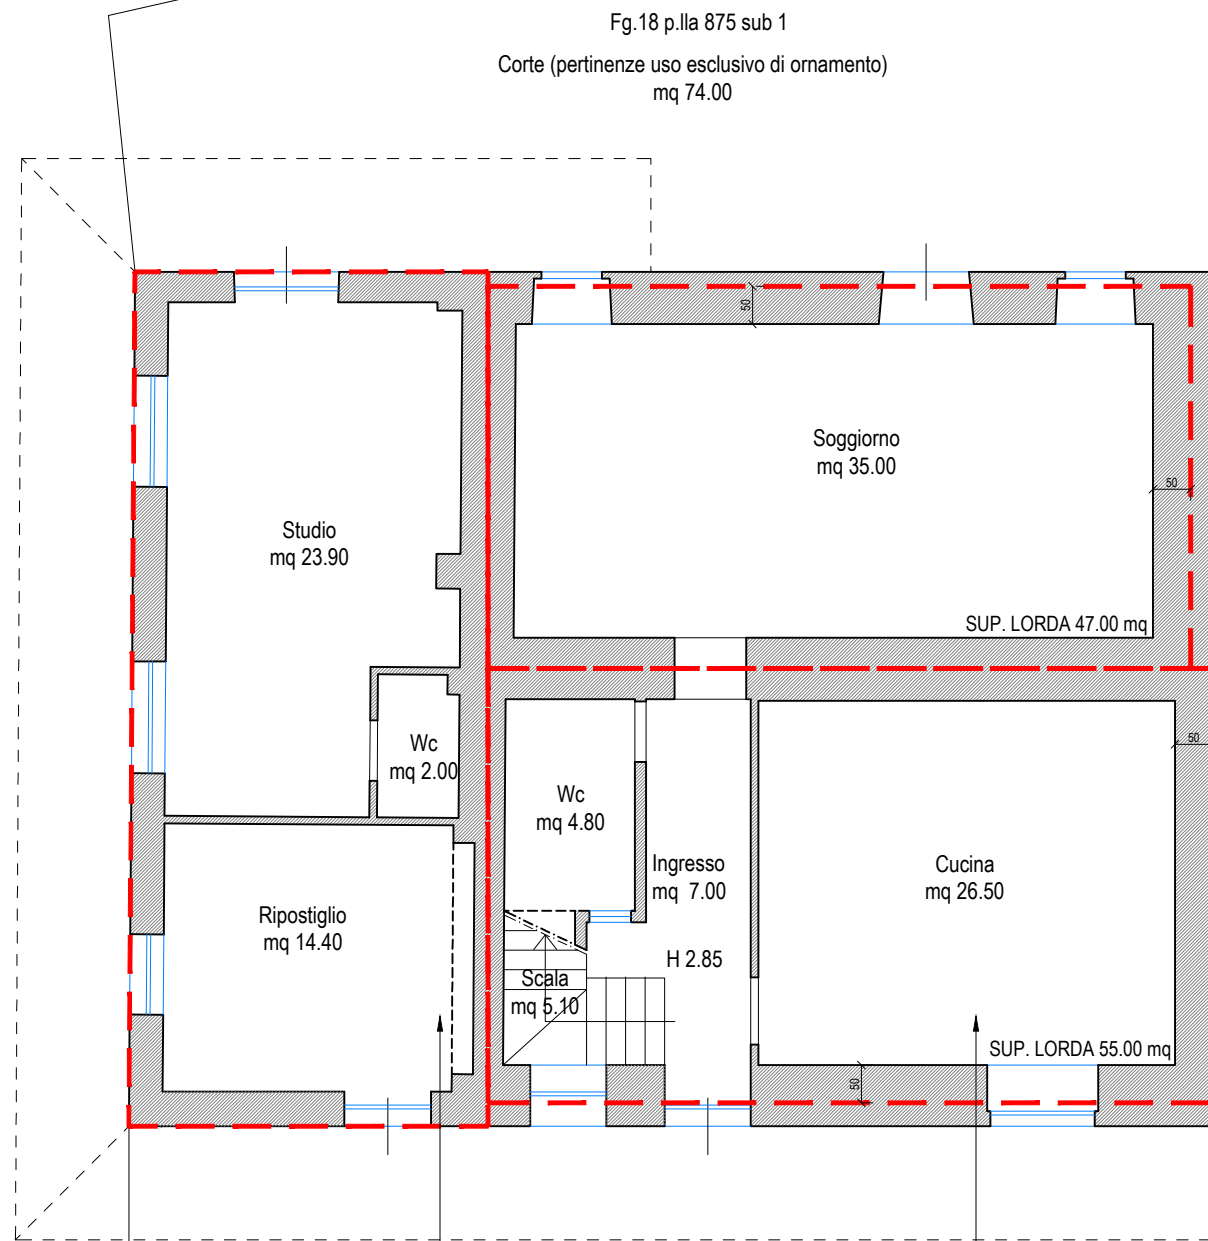 Fg.18 p.lla 875 sub 1
Corte (pertinenze uso esclusivo di ornamento)
mq 74.00
50
Soggiorno
mq 35.00
50
Studio
mq 23.90
SUP. LORDA 47.00 mq
Wc
mq 2.00
50
Wc
mq 4.80
Ingresso
mq 7.00
Cucina
mq 26.50
Ripostiglio
mq 14.40
H 2.85
Scala
mq 5.10
SUP. LORDA 55.00 mq
50